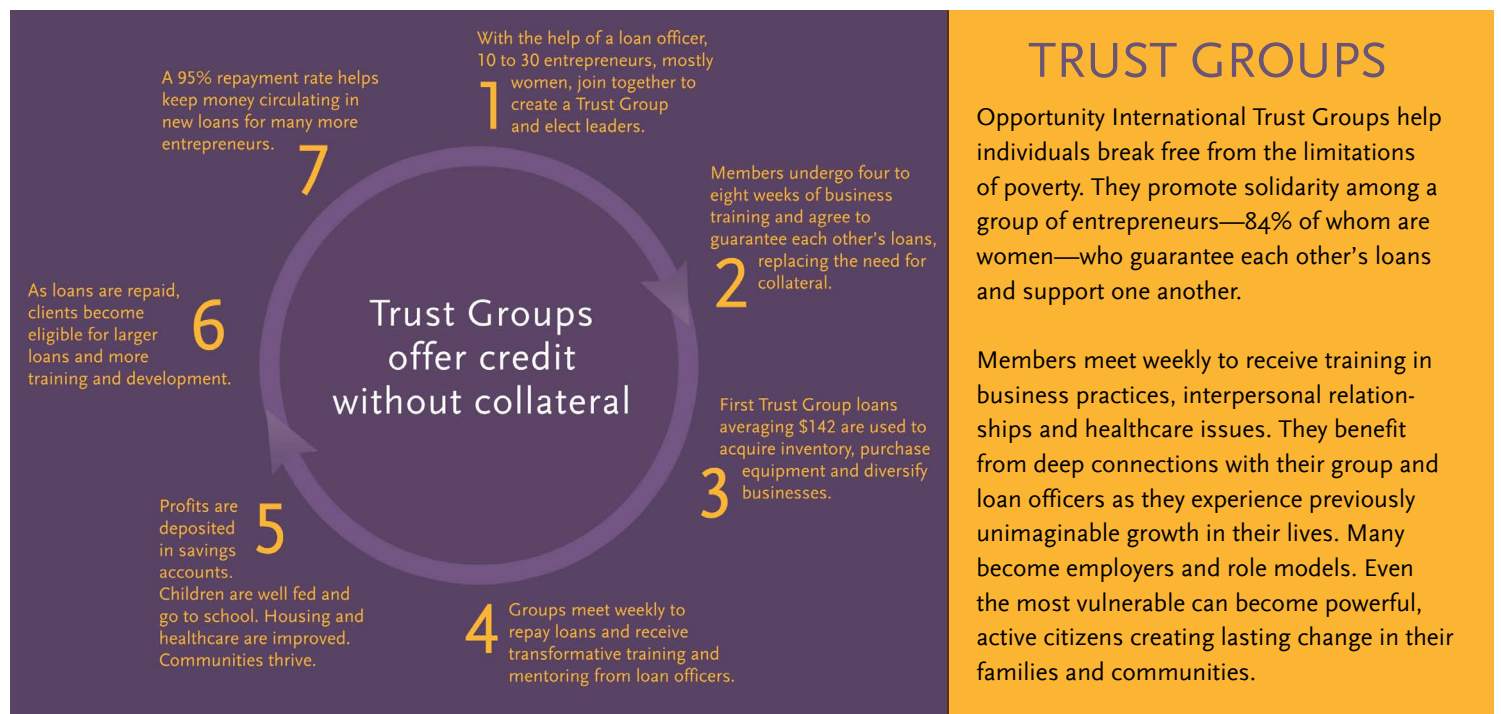 With the help of a loan officer,
10 to 30 entrepreneurs, mostly
women, join together to
create a Trust Group
and elect leaders.
1
Members undergo four to
eight weeks of business
training and agree to
guarantee each other's loans,
replacing the need for
collateral.
2
First Trust Group loans
averaging $142 are used to
acquire inventory, purchase
equipment and diversify
businesses.
3
4
Groups meet weekly to
repay loans and receive
transformative training and
mentoring from loan officers.
5
Profits are
deposited
in savings
accounts.
Children are well fed and
go to school. Housing and
healthcare are improved.
Communities thrive.
6
As loans are repaid,
clients become
eligible for larger
loans and more
training and development.
7
A 95% repayment rate helps
keep money circulating in
new loans for many more
entrepreneurs.
Trust Groups
offer credit
without collateral
TRUST GROUPS
Opportunity International Trust Groups help
individuals break free from the limitations
of poverty. They promote solidarity among a
group of entrepreneurs—84% of whom are
women—who guarantee each other's loans
and support one another.
Members meet weekly to receive training in
business practices, interpersonal relation-
ships and healthcare issues. They benefit
from deep connections with their group and
loan officers as they experience previously
unimaginable growth in their lives. Many
become employers and role models. Even
the most vulnerable can become powerful,
active citizens creating lasting change in their
families and communities.